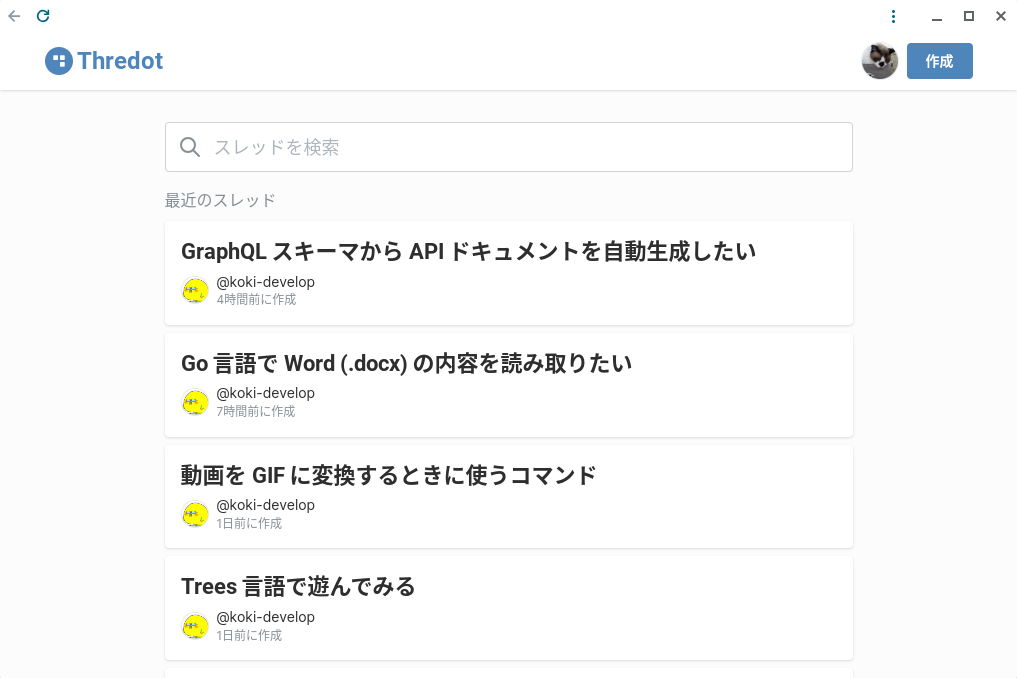 Thredot
作成
スレッドを検索
最近のスレッド
GraphQL スキーマから API ドキュメントを自動生成したい
@koki-develop
4時間前に作成
Go 言語で Word (.docx) の内容を読み取りたい
@koki-develop
7時間前に作成
動画を GIF に変換するときに使うコマンド
@koki-develop
1日前に作成
Trees 言語で遊んでみる
@koki-develop
1日前に作成